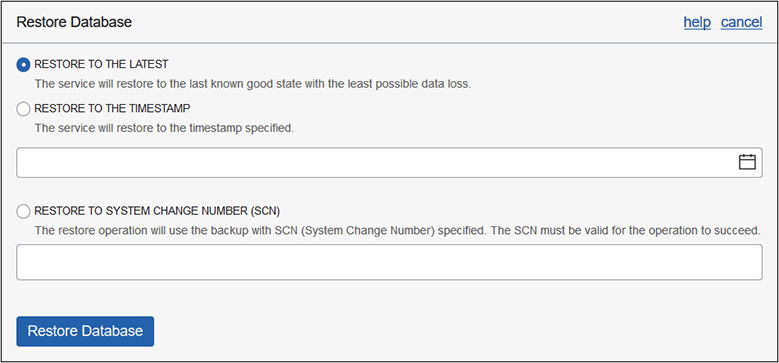 Restore Database
help cancel
RESTORE TO THE LATEST
The service will restore to the last known good state with the least possible data loss.
RESTORE TO THE TIMESTAMP
The service will restore to the timestamp specified.
RESTORE TO SYSTEM CHANGE NUMBER (SCN)
The restore operation will use the backup with SCN (System Change Number) specified. The SCN must be valid for the operation to succeed.
Restore Database